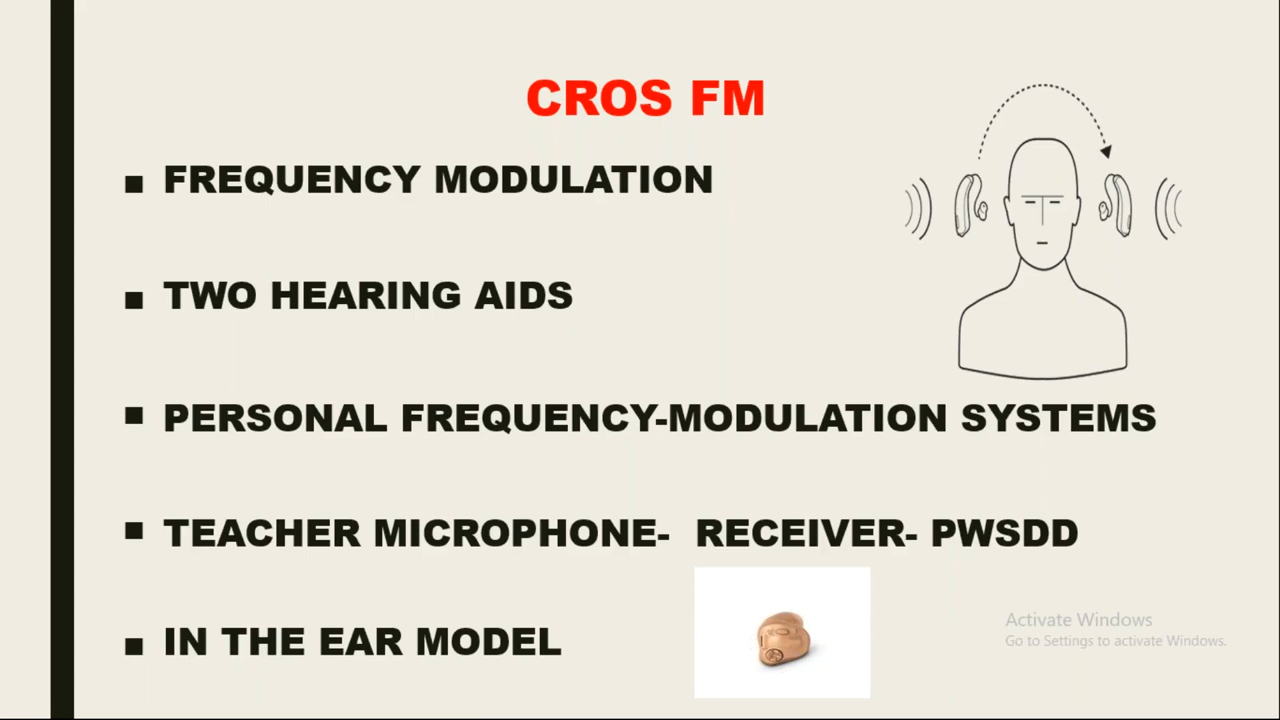 CROS FM
FREQUENCY MODULATION
TWO HEARING AIDS
PERSONAL FREQUENCY-MODULATION SYSTEMS
TEACHER MICROPHONE-  RECEIVER- PWSDD
IN THE EAR MODEL
Activate Windows
Go to Settings to activate Windows.